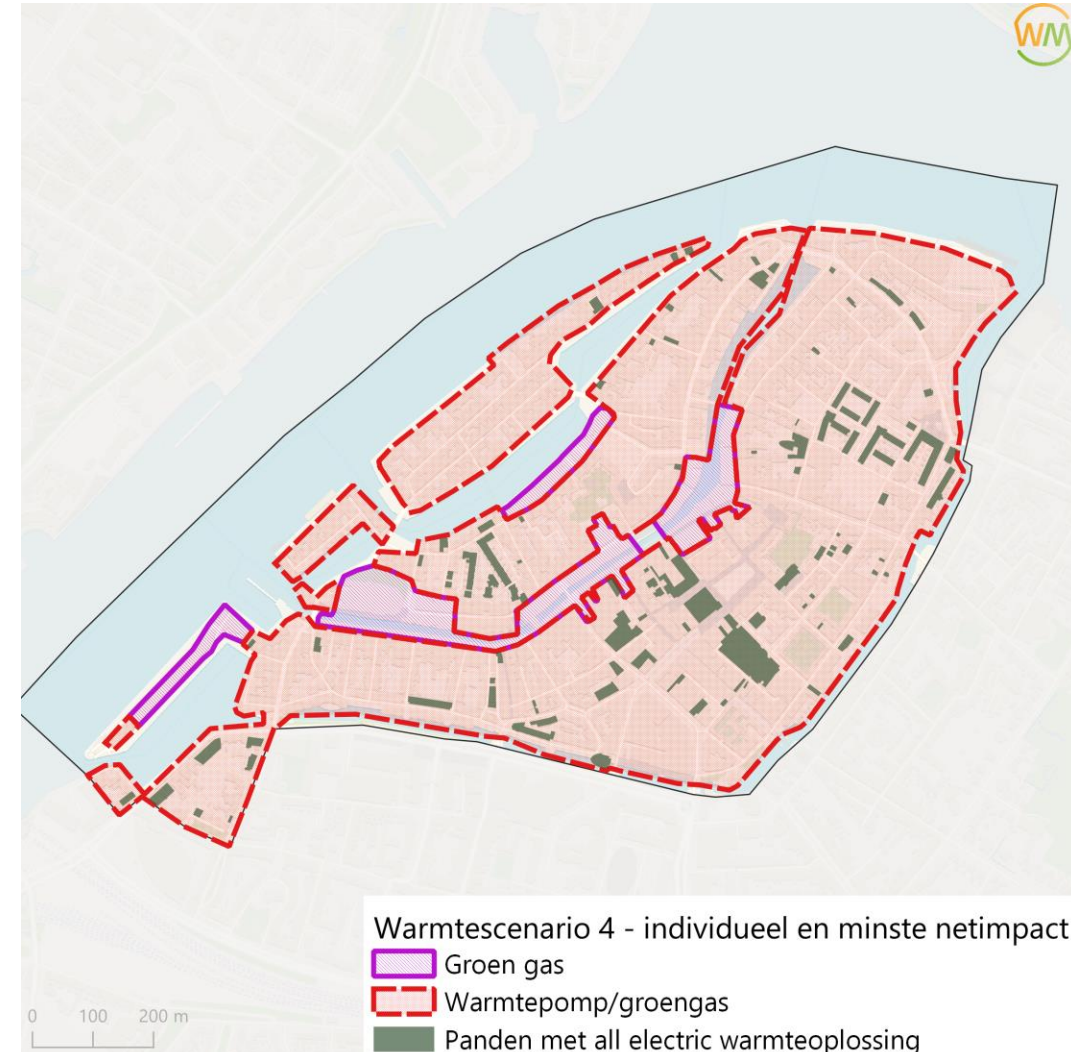 WM
Warmtescenario 4 - individueel en minste netimpact
Groen gas
Warmtepomp/groengas
Panden met all electric warmteoplossing
0 100 200 m